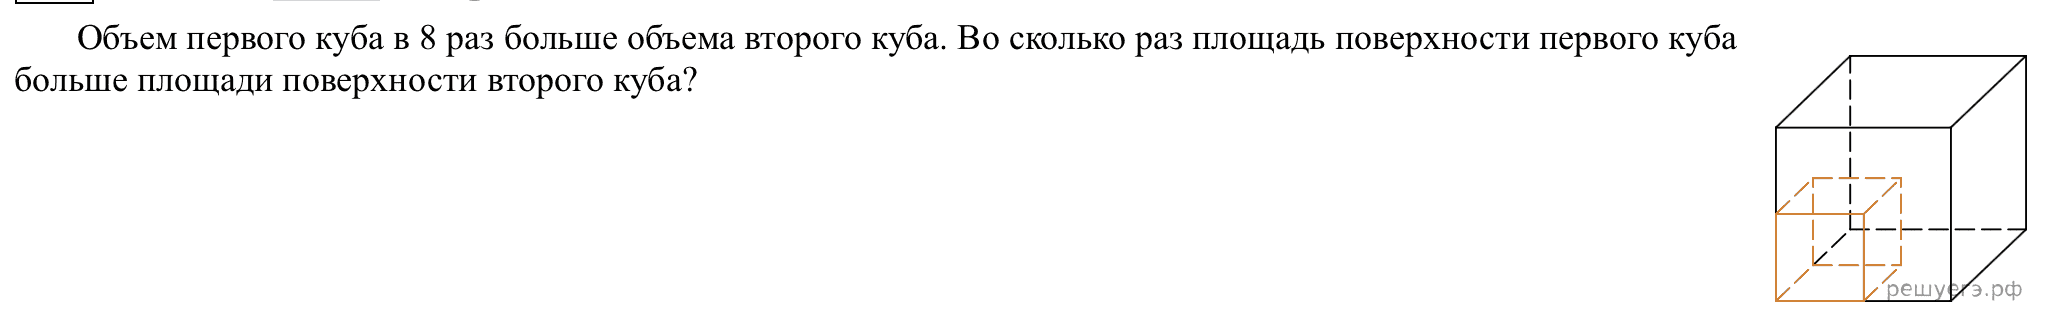 Объем первого куба в 8 раз больше объема второго куба. Во сколько раз площадь поверхности первого куба
больше площади поверхности второго куба?
решуегэ.рф